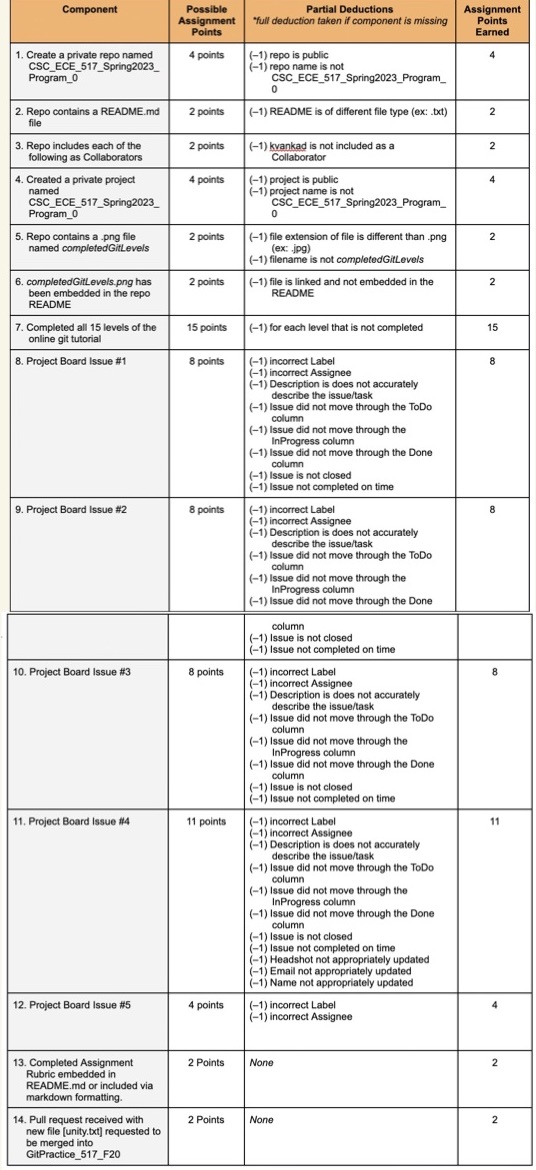 Component
Possible Assignment Points
Partial Deductions
*full deduction taken if component is missing
Assignment Points Earned
1. Create a private repo named
CSC_ECE_517_Spring2023_
Program_0
4 points
(–1) repo is public
(–1) repo name is not
CSC_ECE_517_Spring2023_Program_
0
4
2. Repo contains a README.md
file
2 points
(–1) README is of different file type (ex: .txt)
2
3. Repo includes each of the
following as Collaborators
2 points
(–1) kvankad is not included as a
Collaborator
2
4. Created a private project
named
CSC_ECE_517_Spring2023_
Program_0
4 points
(–1) project is public
(–1) project name is not
CSC_ECE_517_Spring2023_Program_
0
4
5. Repo contains a .png file
named completedGitLevels
2 points
(–1) file extension of file is different than .png
(ex: .jpg)
(–1) filename is not completedGitLevels
2
6. completedGitLevels.png has
been embedded in the repo
README
2 points
(–1) file is linked and not embedded in the
README
2
7. Completed all 15 levels of the
online git tutorial
15 points
(–1) for each level that is not completed
15
8. Project Board Issue #1
8 points
(–1) incorrect Label
(–1) incorrect Assignee
(–1) Description is does not accurately
describe the issue/task
(–1) Issue did not move through the ToDo
column
(–1) Issue did not move through the
InProgress column
(–1) Issue did not move through the Done
column
(–1) Issue is not closed
(–1) Issue not completed on time
8
9. Project Board Issue #2
8 points
(–1) incorrect Label
(–1) incorrect Assignee
(–1) Description is does not accurately
describe the issue/task
(–1) Issue did not move through the ToDo
column
(–1) Issue did not move through the
InProgress column
(–1) Issue did not move through the Done
8
column
(–1) Issue is not closed
(–1) Issue not completed on time
10. Project Board Issue #3
8 points
(–1) incorrect Label
(–1) incorrect Assignee
(–1) Description is does not accurately
describe the issue/task
(–1) Issue did not move through the ToDo
column
(–1) Issue did not move through the
InProgress column
(–1) Issue did not move through the Done
column
(–1) Issue is not closed
(–1) Issue not completed on time
8
11. Project Board Issue #4
11 points
(–1) incorrect Label
(–1) incorrect Assignee
(–1) Description is does not accurately
describe the issue/task
(–1) Issue did not move through the ToDo
column
(–1) Issue did not move through the
InProgress column
(–1) Issue did not move through the Done
column
(–1) Issue is not closed
(–1) Issue not completed on time
(–1) Headshot not appropriately updated
(–1) Email not appropriately updated
(–1) Name not appropriately updated
11
12. Project Board Issue #5
4 points
(–1) incorrect Label
(–1) incorrect Assignee
4
13. Completed Assignment
Rubric embedded in
README.md or included via
markdown formatting.
2 Points
None
2
14. Pull request received with
new file [unity.txt] requested to
be merged into
GitPractice_517_F20
2 Points
None
2